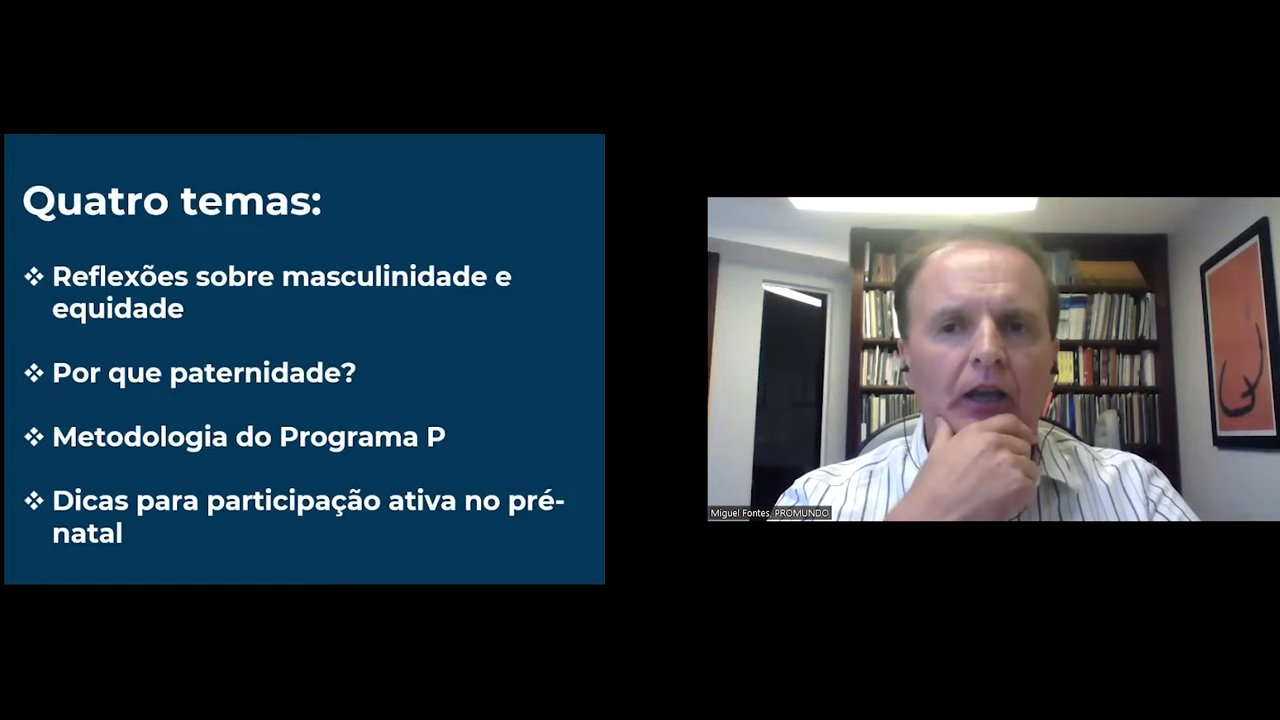 Quatro temas:
❖ Reflexões sobre masculinidade e
equidade
❖ Por que paternidade?
❖ Metodologia do Programa P
❖ Dicas para participação ativa no pré-
natal
Miguel Fontes, PROMUNDO